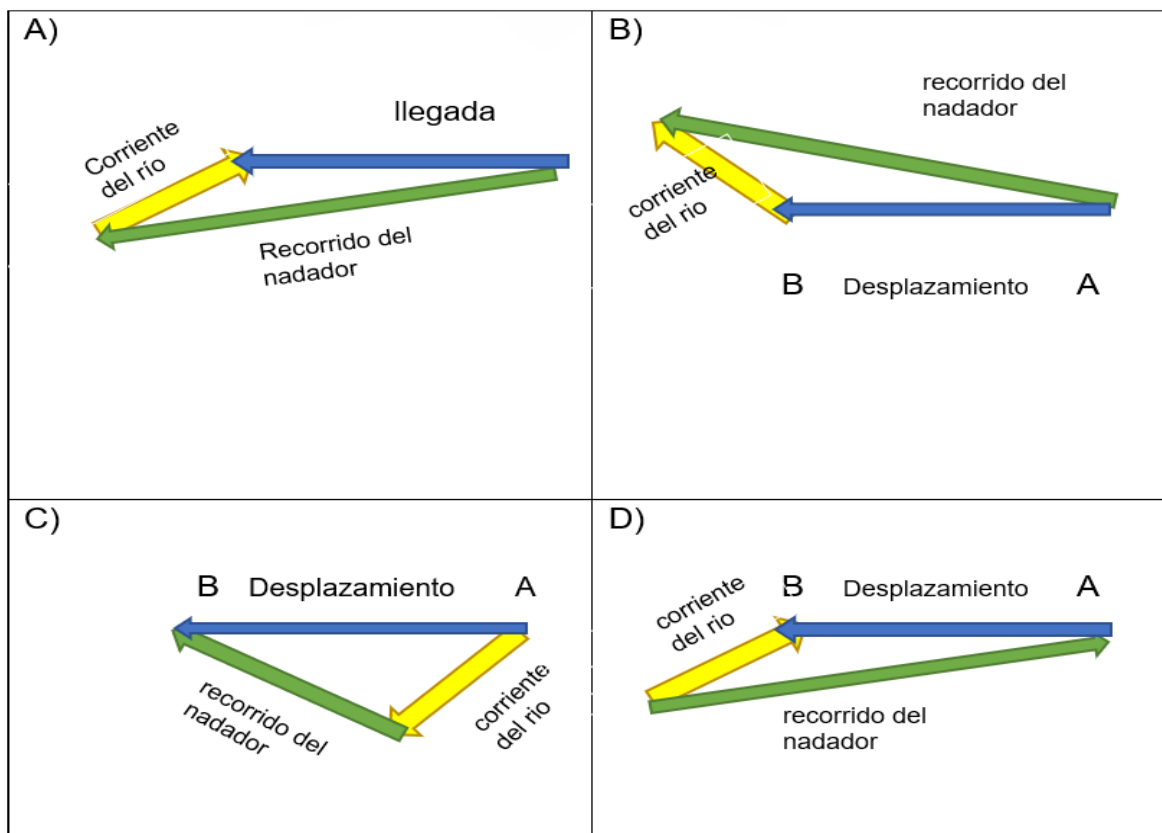 A)
llegada
Corriente
del río
Recorrido del
nadador
B)
recorrido del
nadador
corriente
del rio
B Desplazamiento A
C)
B Desplazamiento A
recorrido del
nadador
corriente
del rio
D)
B Desplazamiento A
corriente
del rio
recorrido del
nadador